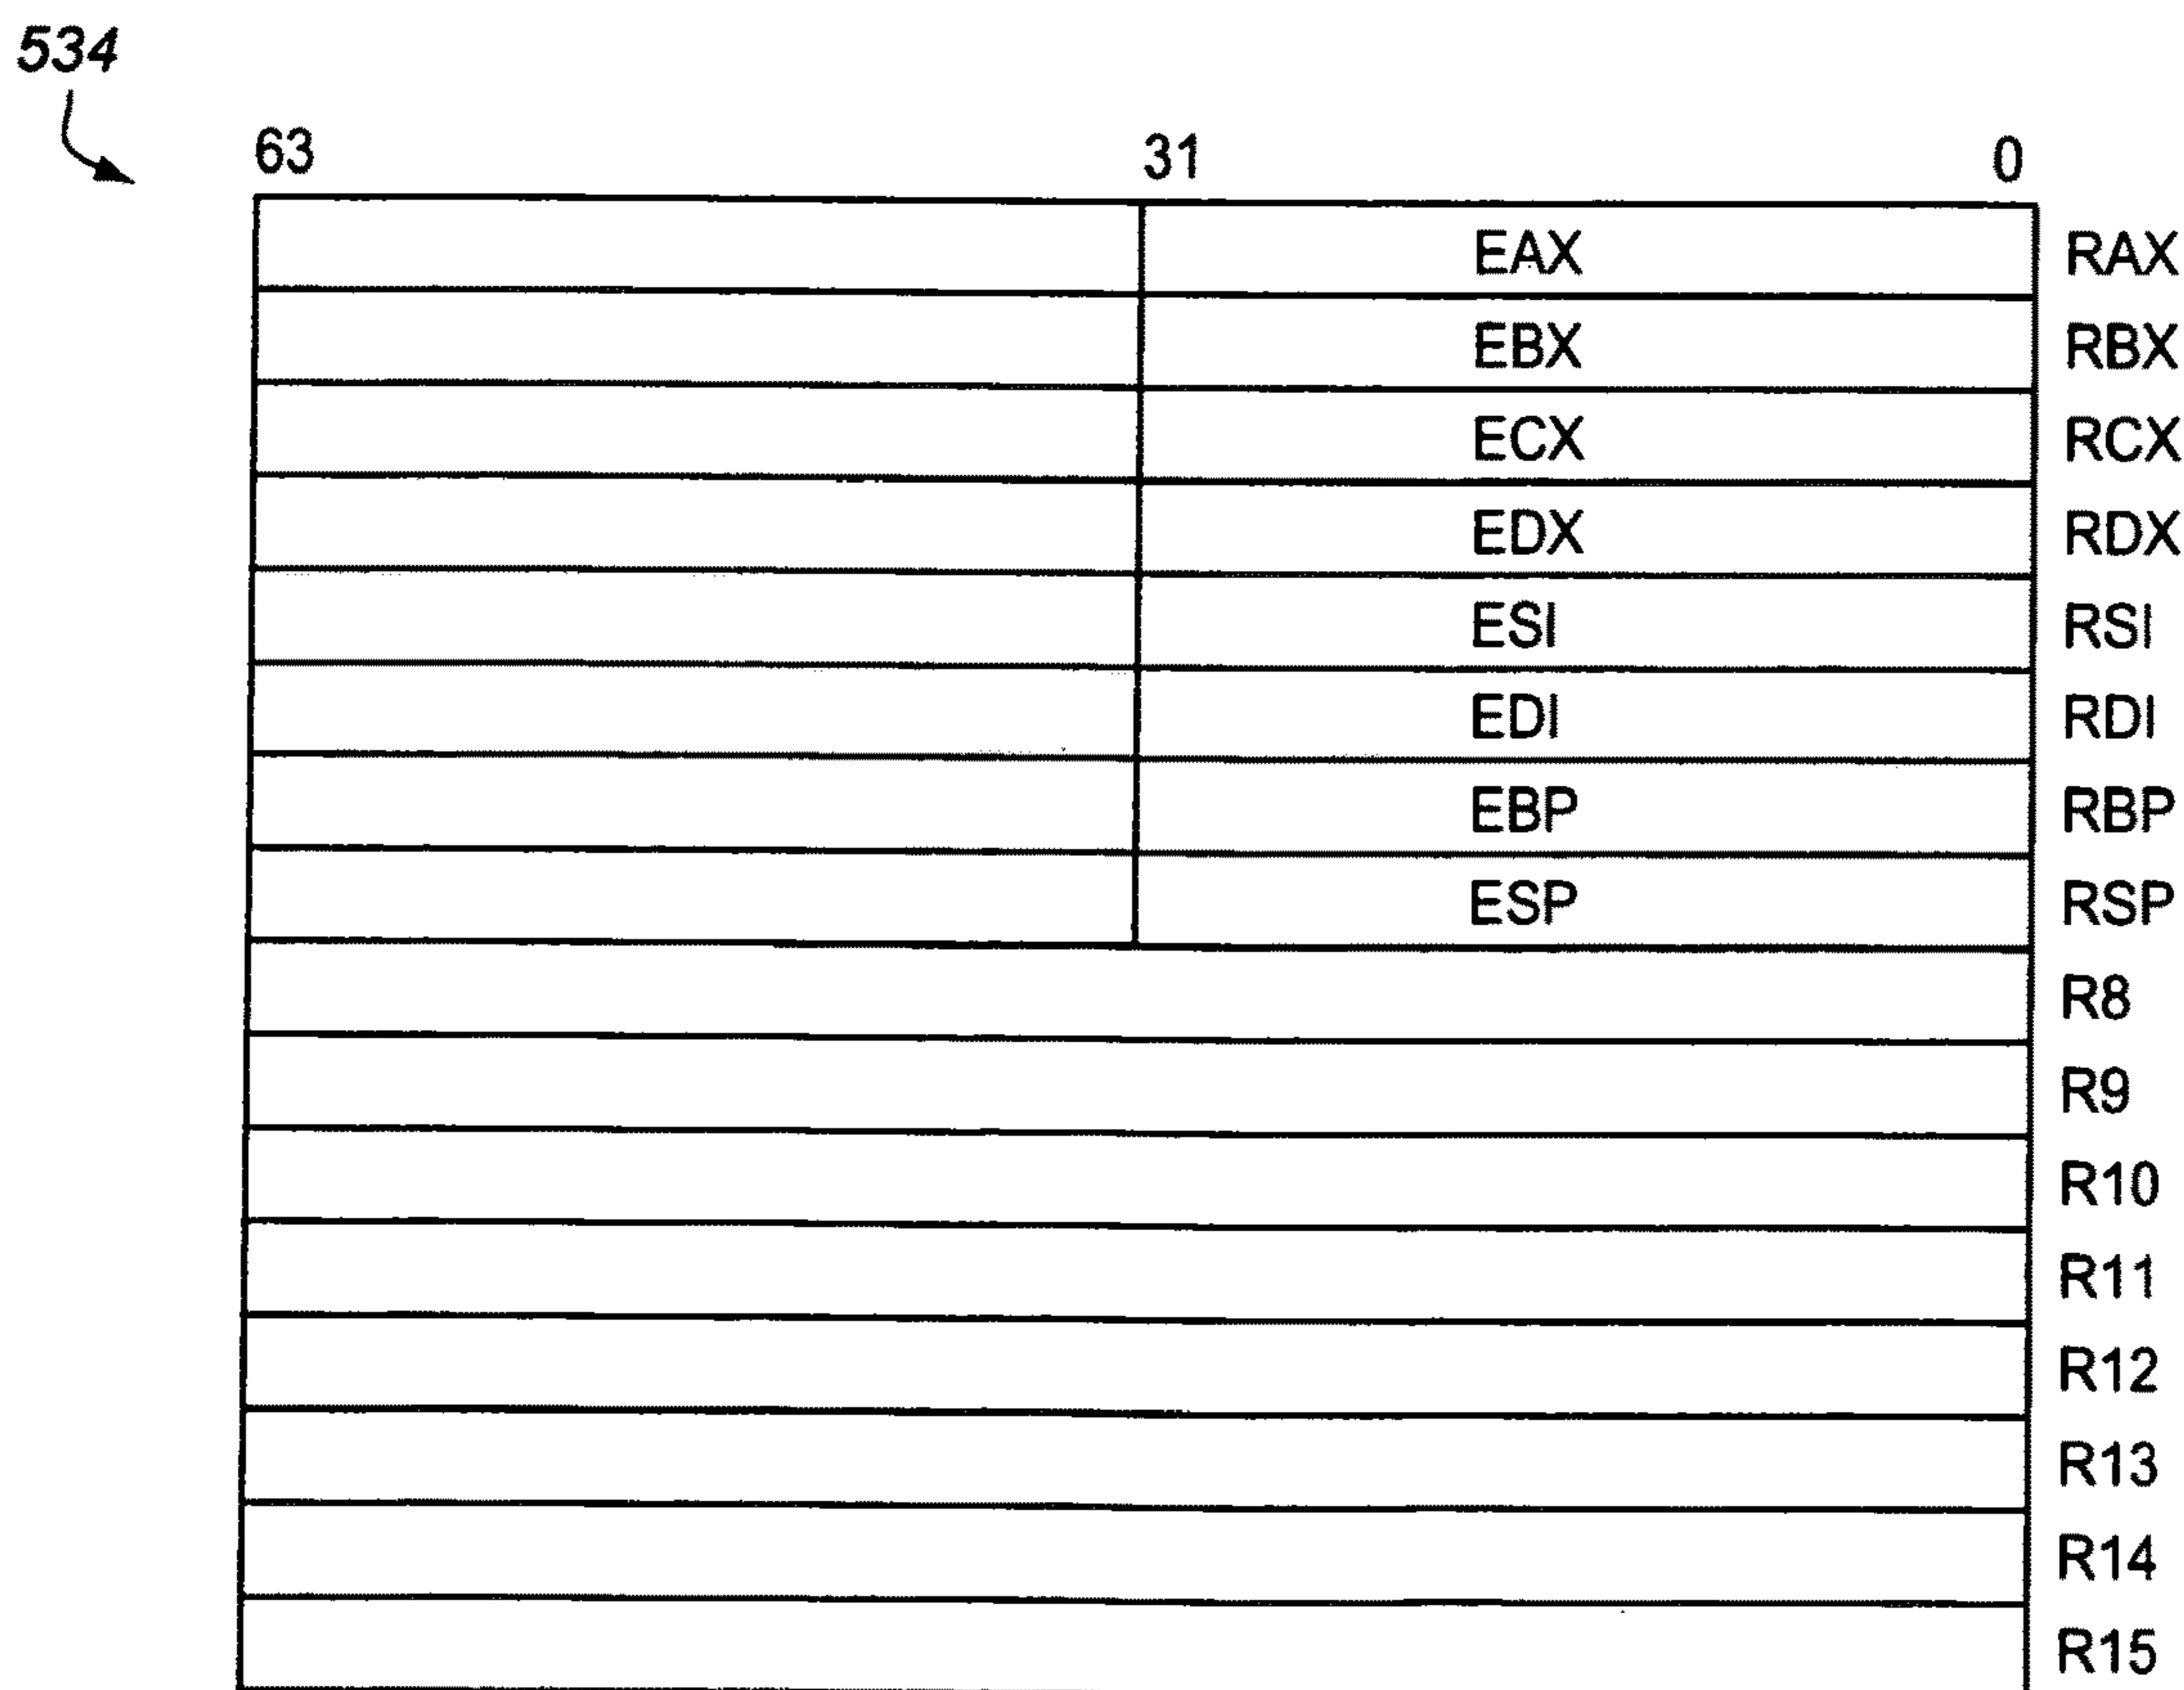 534
63 31 0
EAX RAX
EBX RBX
ECX RCX
EDX RDX
ESI RSI
EDI RDI
EBP RBP
ESP RSP
R8
R9
R10
R11
R12
R13
R14
R15